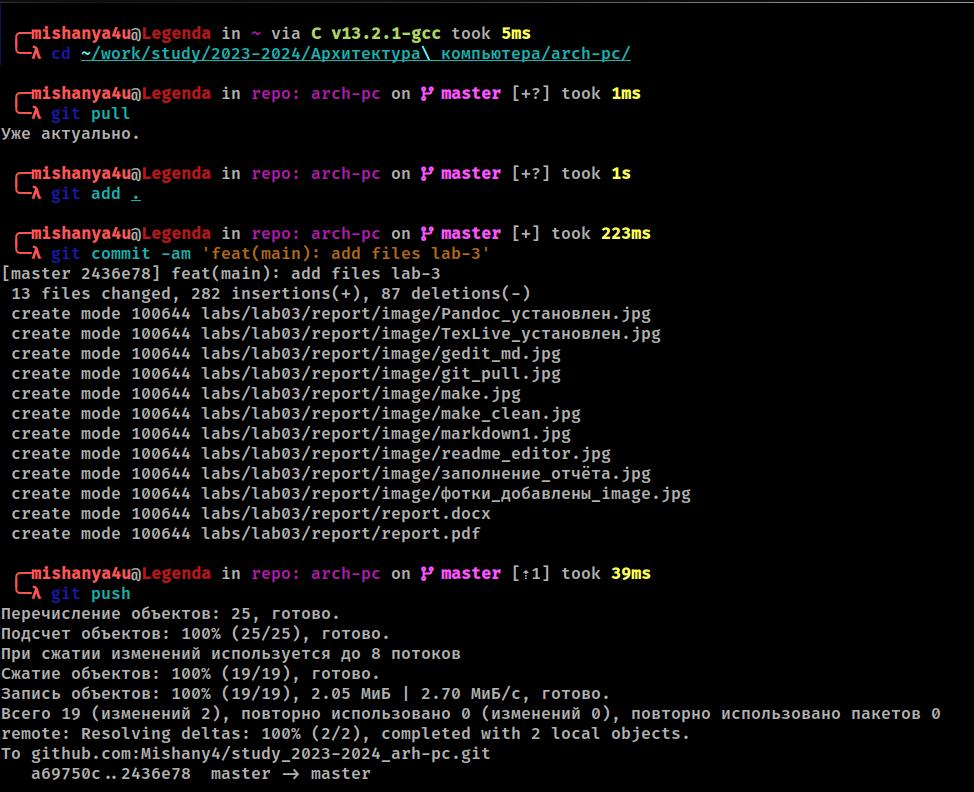 mishanya4u@Legenda in ~ via C v13.2.1-gcc took 5ms
λ cd ~/work/study/2023-2024/Архитектура\ компьютера/arch-pc/
mishanya4u@Legenda in repo: arch-pc on master [+?] took 1ms
λ git pull
Уже актуально.
mishanya4u@Legenda in repo: arch-pc on master [+?] took 1s
λ git add .
mishanya4u@Legenda in repo: arch-pc on master [+] took 223ms
λ git commit -am 'feat(main): add files lab-3'
[master 2436e78] feat(main): add files lab-3
13 files changed, 282 insertions(+), 87 deletions(-)
create mode 100644 labs/lab03/report/image/Pandoc_установлен.jpg
create mode 100644 labs/lab03/report/image/TexLive_установлен.jpg
create mode 100644 labs/lab03/report/image/gedit_md.jpg
create mode 100644 labs/lab03/report/image/git_pull.jpg
create mode 100644 labs/lab03/report/image/make.jpg
create mode 100644 labs/lab03/report/image/make_clean.jpg
create mode 100644 labs/lab03/report/image/markdown1.jpg
create mode 100644 labs/lab03/report/image/readme_editor.jpg
create mode 100644 labs/lab03/report/image/заполнение_отчёта.jpg
create mode 100644 labs/lab03/report/image/фотки_добавлены_image.jpg
create mode 100644 labs/lab03/report/report.docx
create mode 100644 labs/lab03/report/report.pdf
mishanya4u@Legenda in repo: arch-pc on master [⇡1] took 39ms
λ git push
Перечисление объектов: 25, готово.
Подсчет объектов: 100% (25/25), готово.
При сжатии изменений используется до 8 потоков
Сжатие объектов: 100% (19/19), готово.
Запись объектов: 100% (19/19), 2.05 МиБ | 2.70 МиБ/с, готово.
Всего 19 (изменений 2), повторно использовано 0 (изменений 0), повторно использовано пакетов 0
remote: Resolving deltas: 100% (2/2), completed with 2 local objects.
To github.com:Mishany4/study_2023-2024_arh-pc.git
a69750c..2436e78 master -> master